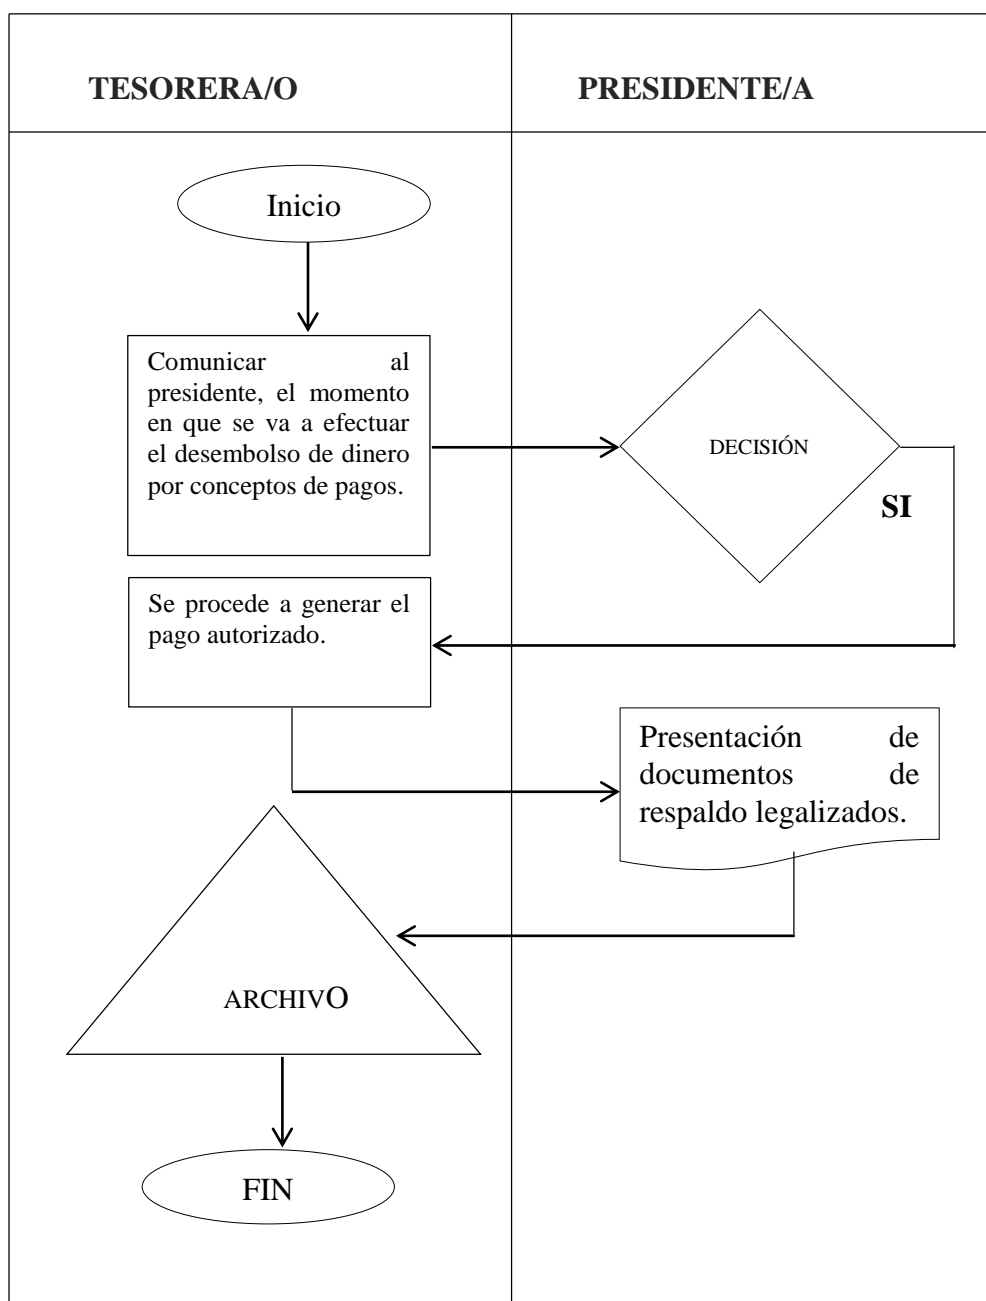 TESORERA/O
PRESIDENTE/A
Inicio
Comunicar al
presidente, el momento
en que se va a efectuar
el desembolso de dinero
por conceptos de pagos.
DECISIÓN
SI
Se procede a generar el
pago autorizado.
Presentación de
documentos de
respaldo legalizados.
ARCHIVO
FIN